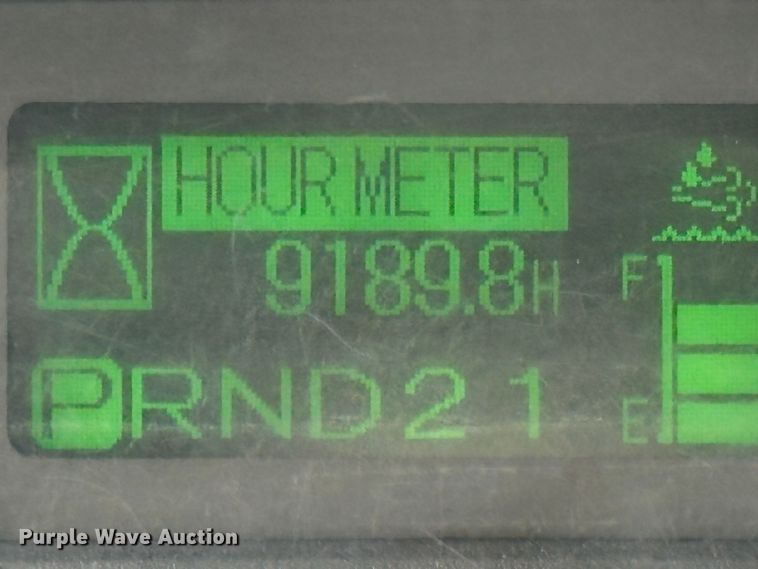 HOUR METER
9189.8H
F
PRND21
E
Purple Wave Auction